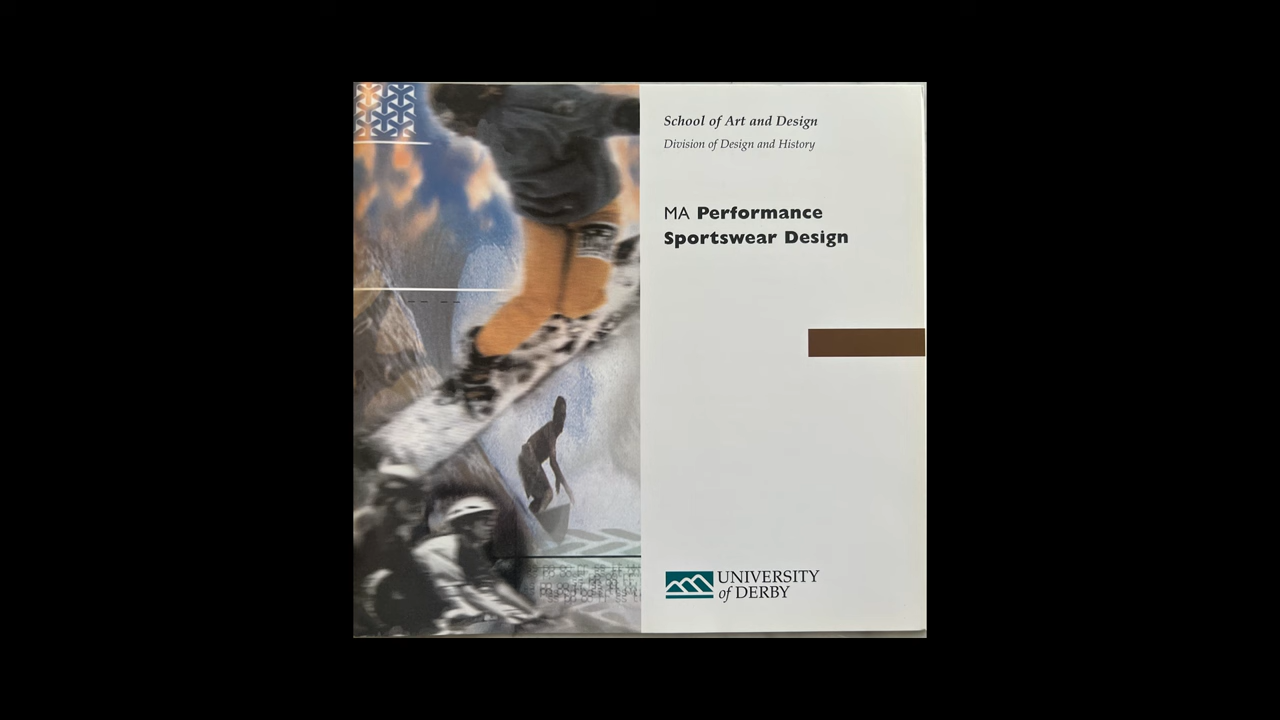 School of Art and Design
Division of Design and History
MA Performance
Sportswear Design
UNIVERSITY
of DERBY